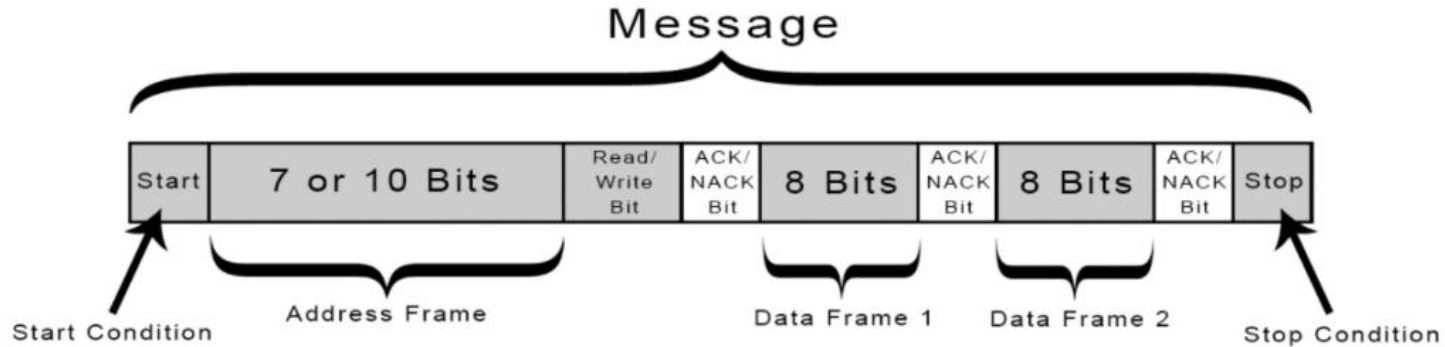 Message
Start
7 or 10 Bits
Read/
Write
Bit
ACK/
NACK
Bit
8 Bits
ACK/
NACK
Bit
8 Bits
ACK/
NACK
Bit
Stop
Start Condition
Address Frame
Data Frame 1
Data Frame 2
Stop Condition